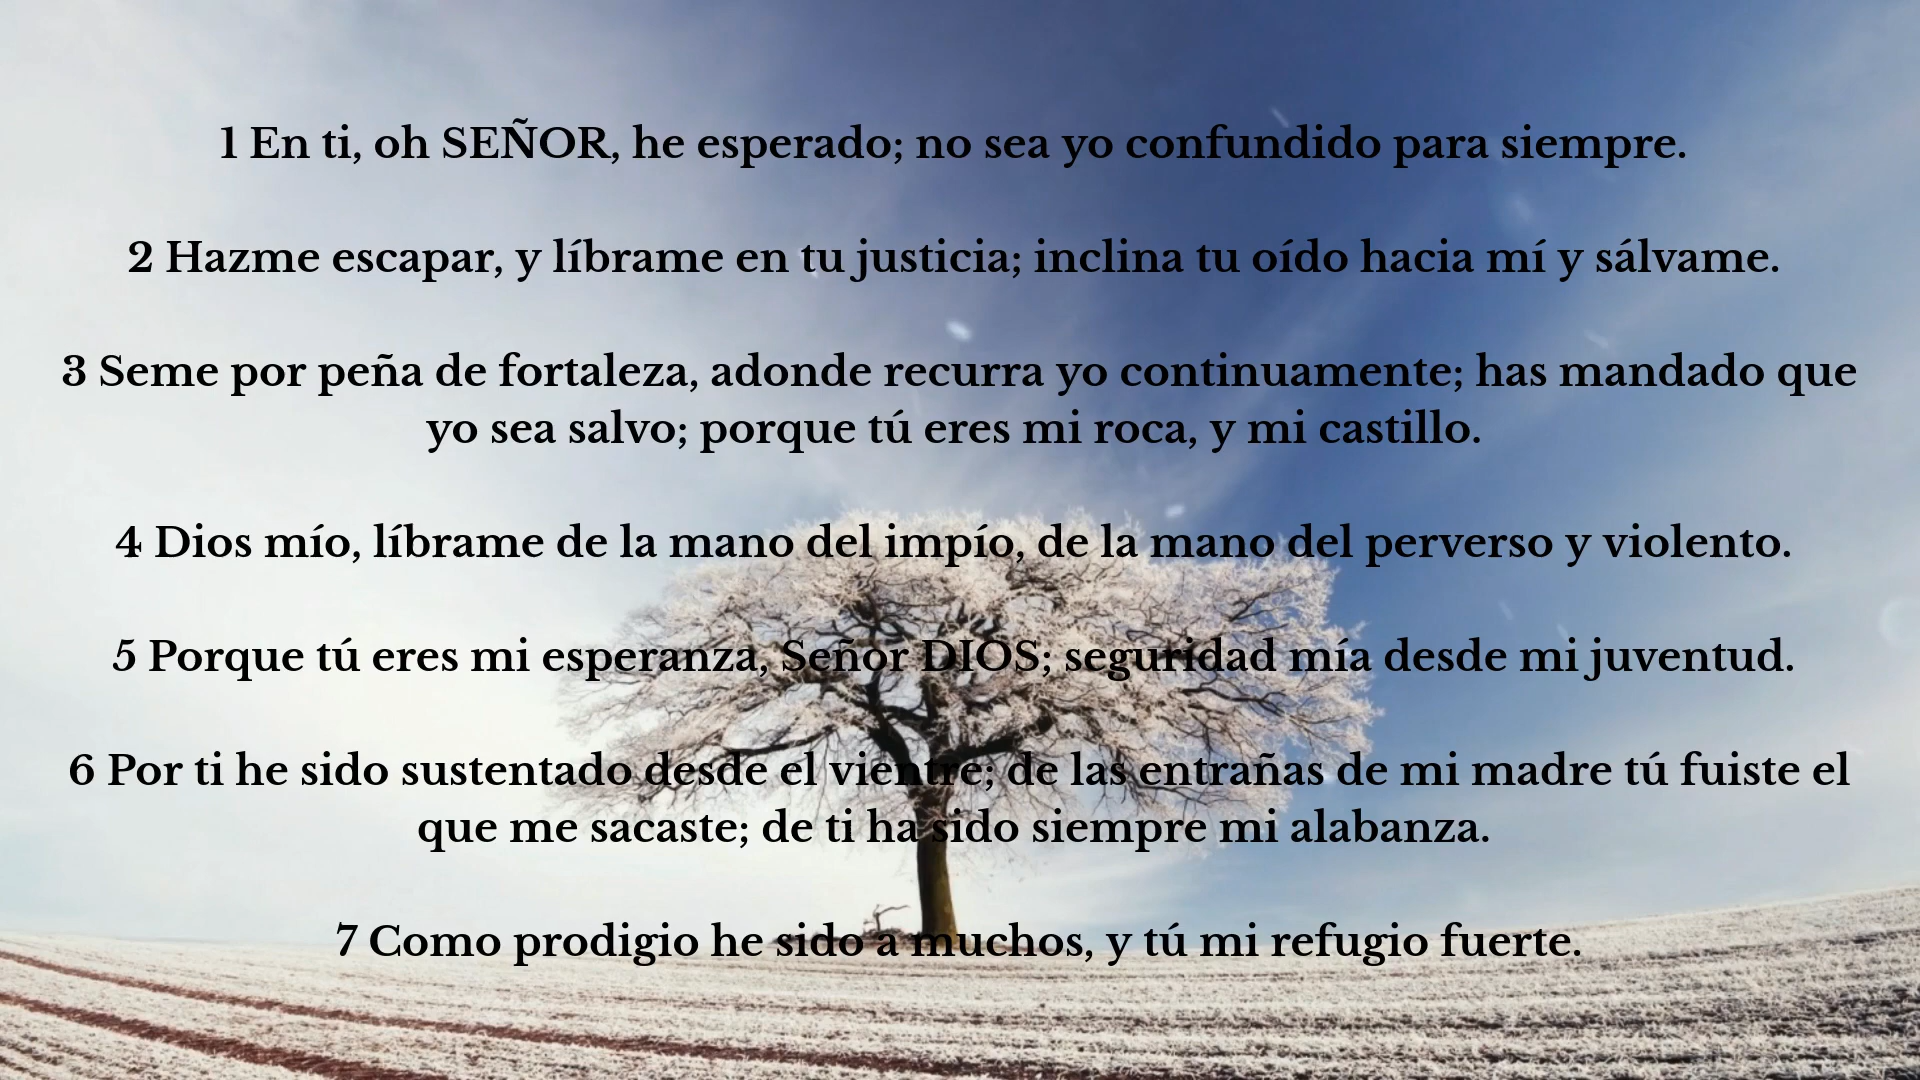 1 En ti, oh SEÑOR, he esperado; no sea yo confundido para siempre.
2 Hazme escapar, y líbrame en tu justicia; inclina tu oído hacia mí y sálvame.
3 Seme por peña de fortaleza, adonde recurra yo continuamente; has mandado que
yo sea salvo; porque tú eres mi roca, y mi castillo.
4 Dios mío, líbrame de la mano del impío, de la mano del perverso y violento.
5 Porque tú eres mi esperanza, Señor DIOS; seguridad mía desde mi juventud.
6 Por ti he sido sustentado desde el vientre; de las entrañas de mi madre tú fuiste el
que me sacaste; de ti ha sido siempre mi alabanza.
7 Como prodigio he sido a muchos, y tú mi refugio fuerte.